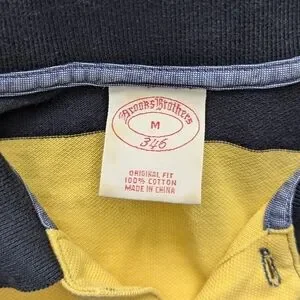 Brooks Brothers
M
346
ORIGINAL FIT
100% COTTON
MADE IN CHINA